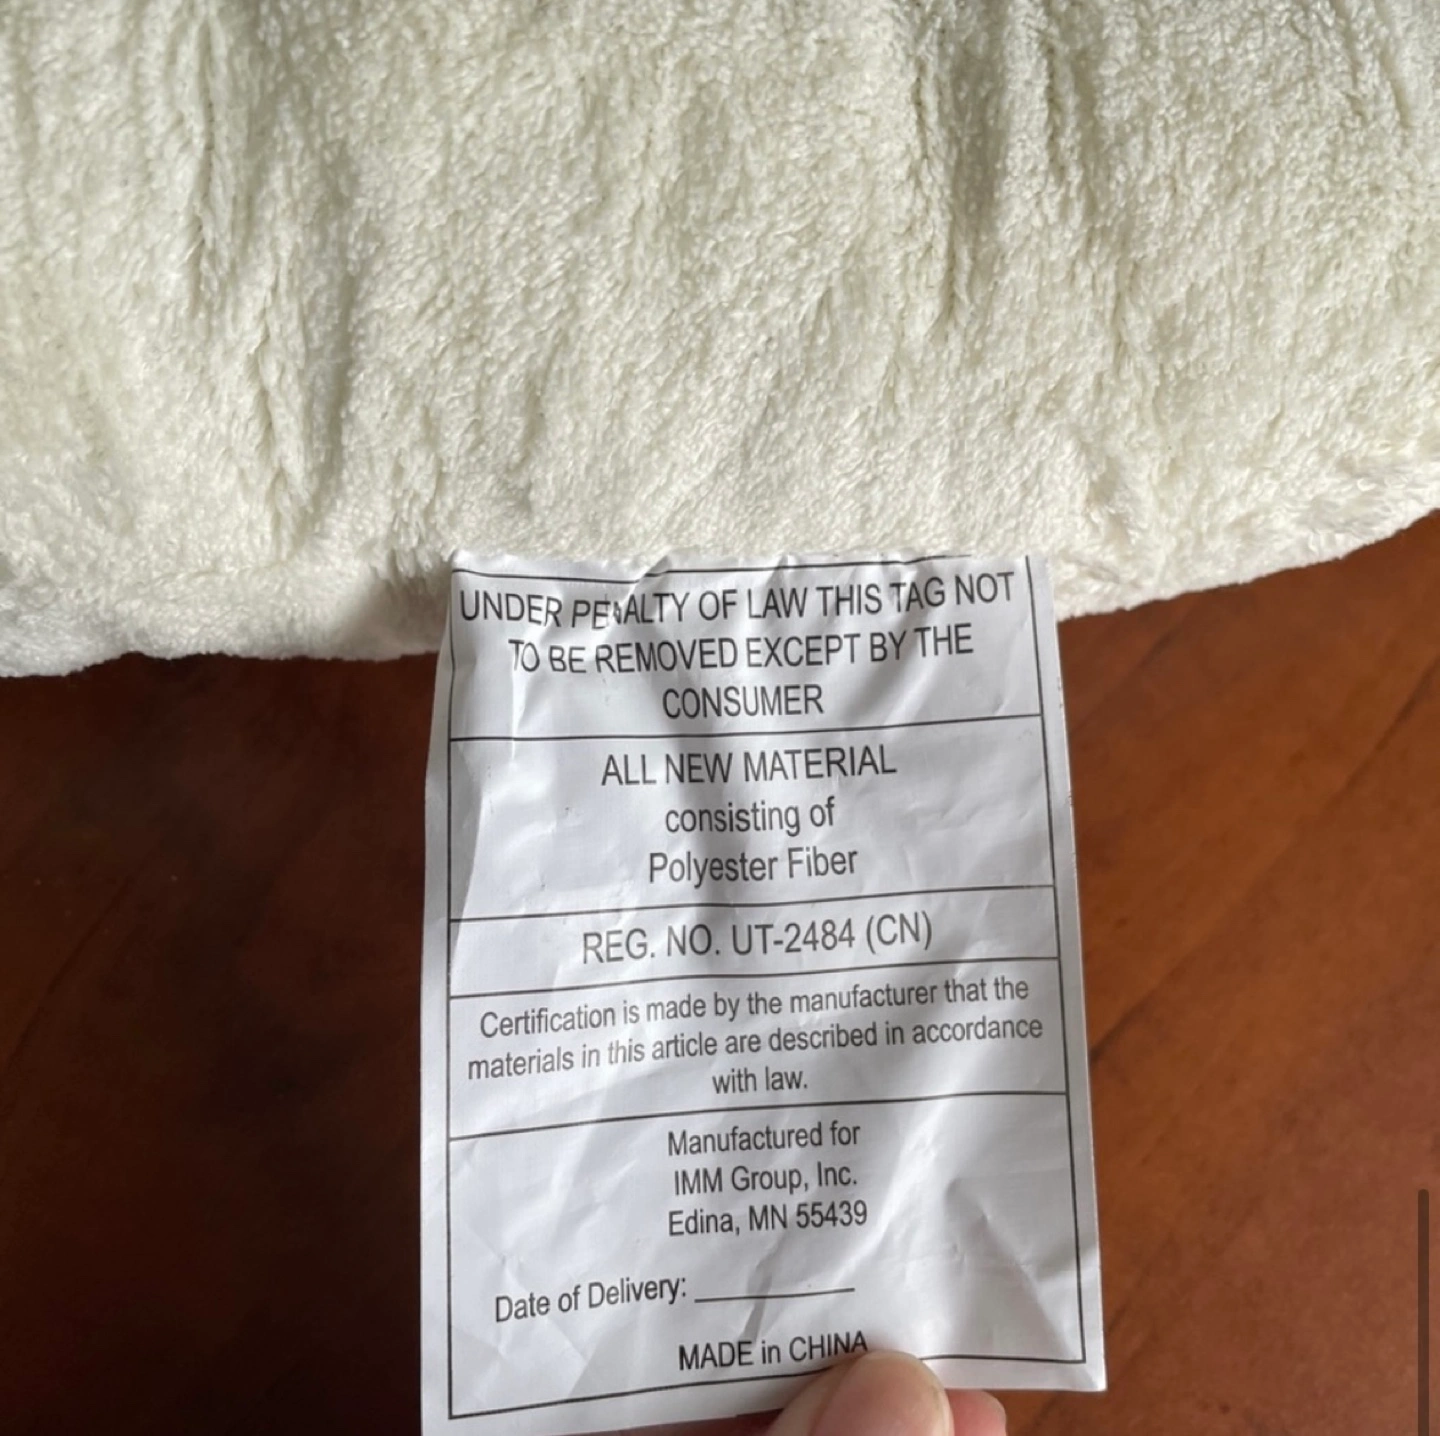 UNDER PENALTY OF LAW THIS TAG NOT
TO BE REMOVED EXCEPT BY THE
CONSUMER
ALL NEW MATERIAL
consisting of
Polyester Fiber
REG. NO. UT-2484 (CN)
Certification is made by the manufacturer that the
materials in this article are described in accordance
with law.
Manufactured for
IMM Group, Inc.
Edina, MN 55439
Date of Delivery: ___________
MADE in CHINA